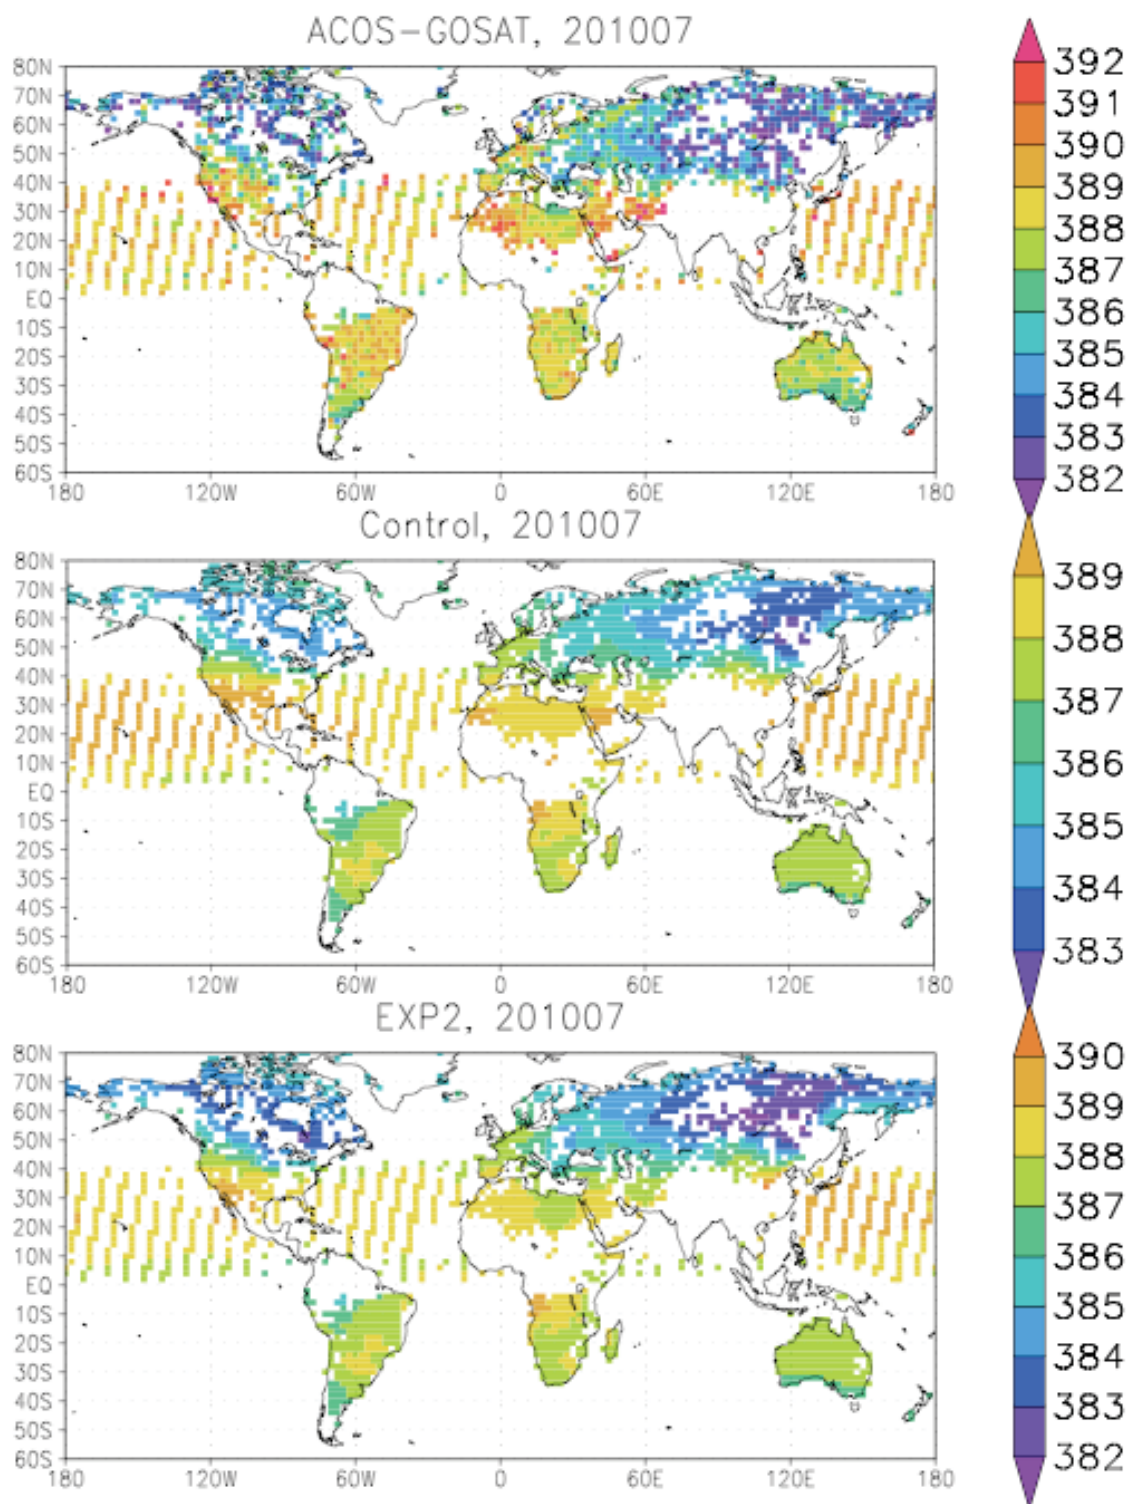 ACOS-GOSAT, 201007
80N
70N
60N
50N
40N
30N
20N
10N
EQ
10S
20S
30S
40S
50S
60S
180 120W 60W 0 60E 120E 180
392
391
390
389
388
387
386
385
384
383
382
Control, 201007
80N
70N
60N
50N
40N
30N
20N
10N
EQ
10S
20S
30S
40S
50S
60S
180 120W 60W 0 60E 120E 180
389
388
387
386
385
384
383
EXP2, 201007
80N
70N
60N
50N
40N
30N
20N
10N
EQ
10S
20S
30S
40S
50S
60S
180 120W 60W 0 60E 120E 180
390
389
388
387
386
385
384
383
382